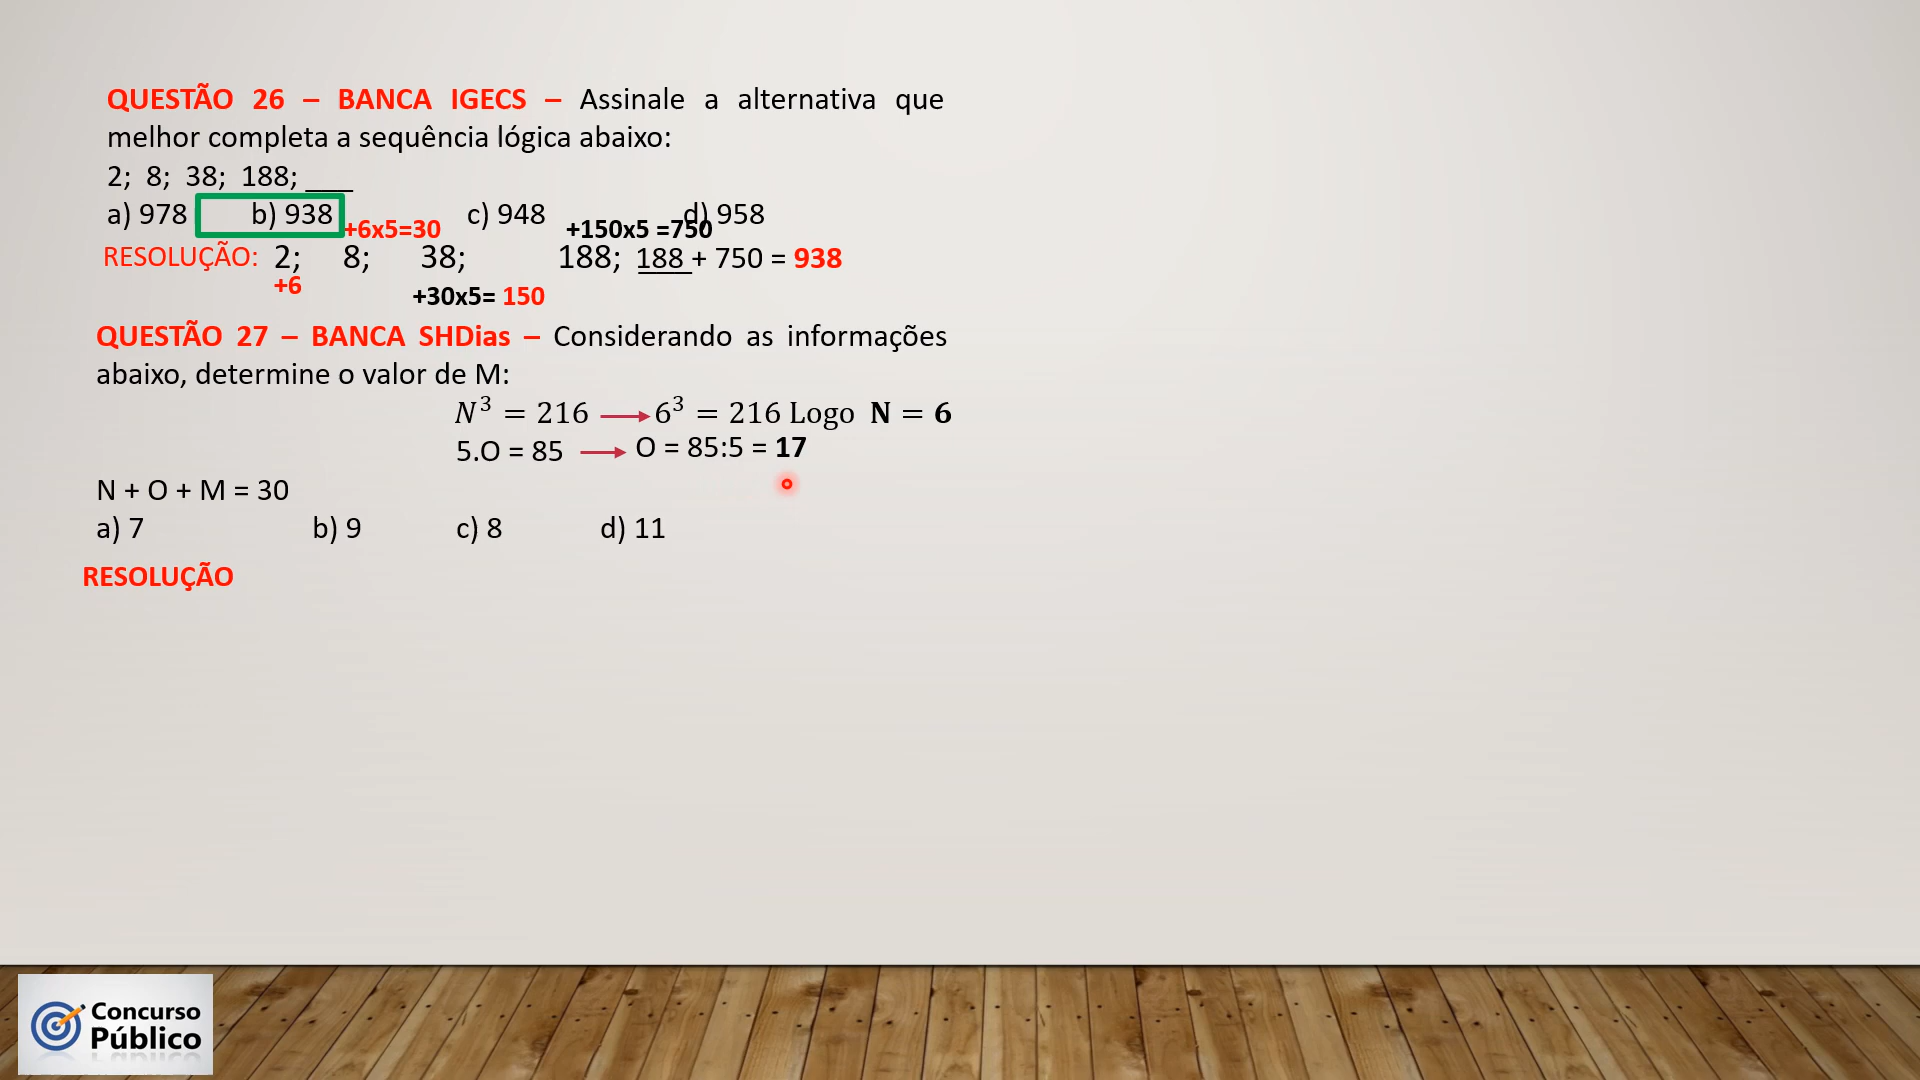 QUESTÃO 26 – BANCA IGECS – Assinale a alternativa que
melhor completa a sequência lógica abaixo:
2; 8; 38; 188; ___
a) 978 b) 938 c) 948 d) 958
+6x5=30 +150x5 =750
RESOLUÇÃO: 2; 8; 38; 188; 188 + 750 = 938
+6 +30x5= 150
QUESTÃO 27 – BANCA SHDias – Considerando as informações
abaixo, determine o valor de M:
N³ = 216 → 6³ = 216 Logo N = 6
5.O = 85 → O = 85:5 = 17
N + O + M = 30
a) 7 b) 9 c) 8 d) 11
RESOLUÇÃO
Concurso
Público